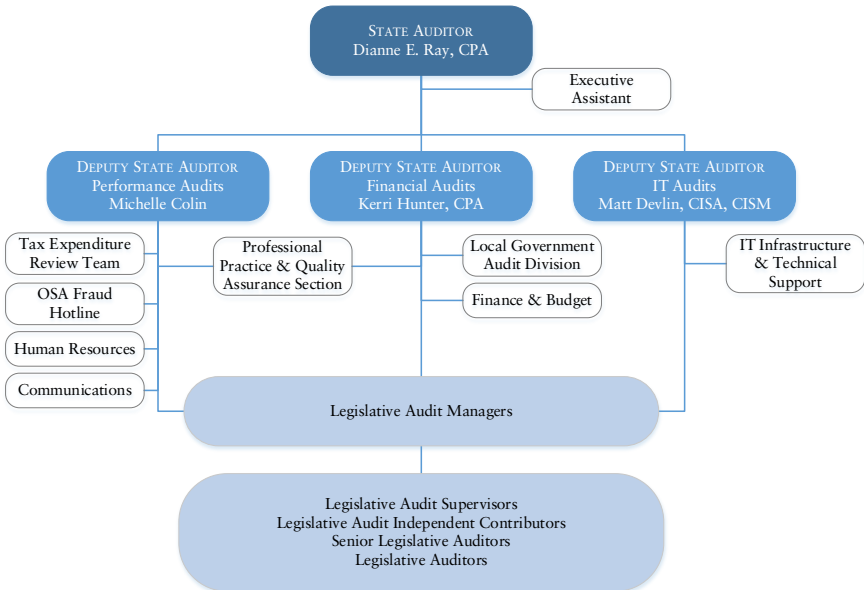 STATE AUDITOR
Dianne E. Ray, CPA
Executive
Assistant
DEPUTY STATE AUDITOR
Performance Audits
Michelle Colin
DEPUTY STATE AUDITOR
Financial Audits
Kerri Hunter, CPA
DEPUTY STATE AUDITOR
IT Audits
Matt Devlin, CISA, CISM
Tax Expenditure
Review Team
OSA Fraud
Hotline
Human Resources
Communications
Professional
Practice & Quality
Assurance Section
Local Government
Audit Division
Finance & Budget
IT Infrastructure
& Technical
Support
Legislative Audit Managers
Legislative Audit Supervisors
Legislative Audit Independent Contributors
Senior Legislative Auditors
Legislative Auditors